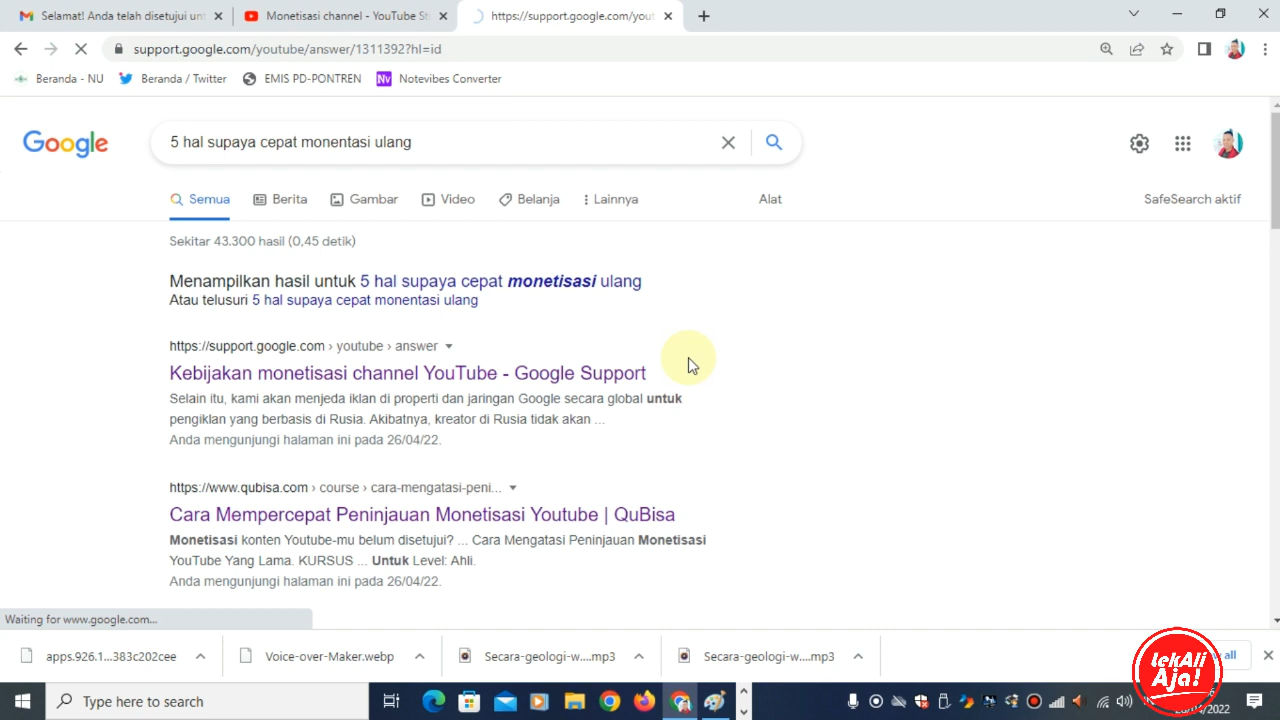 Selamat! Anda telah disetujui unt
Monetisasi channel - YouTube St
https://support.google.com/yout
support.google.com/youtube/answer/1311392?hl=id
Beranda - NU
Beranda / Twitter
EMIS PD-PONTREN
Nv
Notevibes Converter
Google
5 hal supaya cepat monentasi ulang
Semua
Berita
Gambar
Video
Belanja
Lainnya
Alat
SafeSearch aktif
Sekitar 43.300 hasil (0,45 detik)
Menampilkan hasil untuk 5 hal supaya cepat monetisasi ulang
Atau telusuri 5 hal supaya cepat monentasi ulang
https://support.google.com › youtube › answer
Kebijakan monetisasi channel YouTube - Google Support
Selain itu, kami akan menjeda iklan di properti dan jaringan Google secara global untuk
pengiklan yang berbasis di Rusia. Akibatnya, kreator di Rusia tidak akan ...
Anda mengunjungi halaman ini pada 26/04/22.
https://www.qubisa.com › course › cara-mengatasi-peni...
Cara Mempercepat Peninjauan Monetisasi Youtube | QuBisa
Monetisasi konten Youtube-mu belum disetujui? ... Cara Mengatasi Peninjauan Monetisasi
YouTube Yang Lama. KURSUS ... Untuk Level: Ahli.
Anda mengunjungi halaman ini pada 26/04/22.
Waiting for www.google.com...
apps.926.1...383c202cee
Voice-over-Maker.webp
Secara-geologi-w....mp3
Secara-geologi-w....mp3
all
lekAli
Aja!
Type here to search